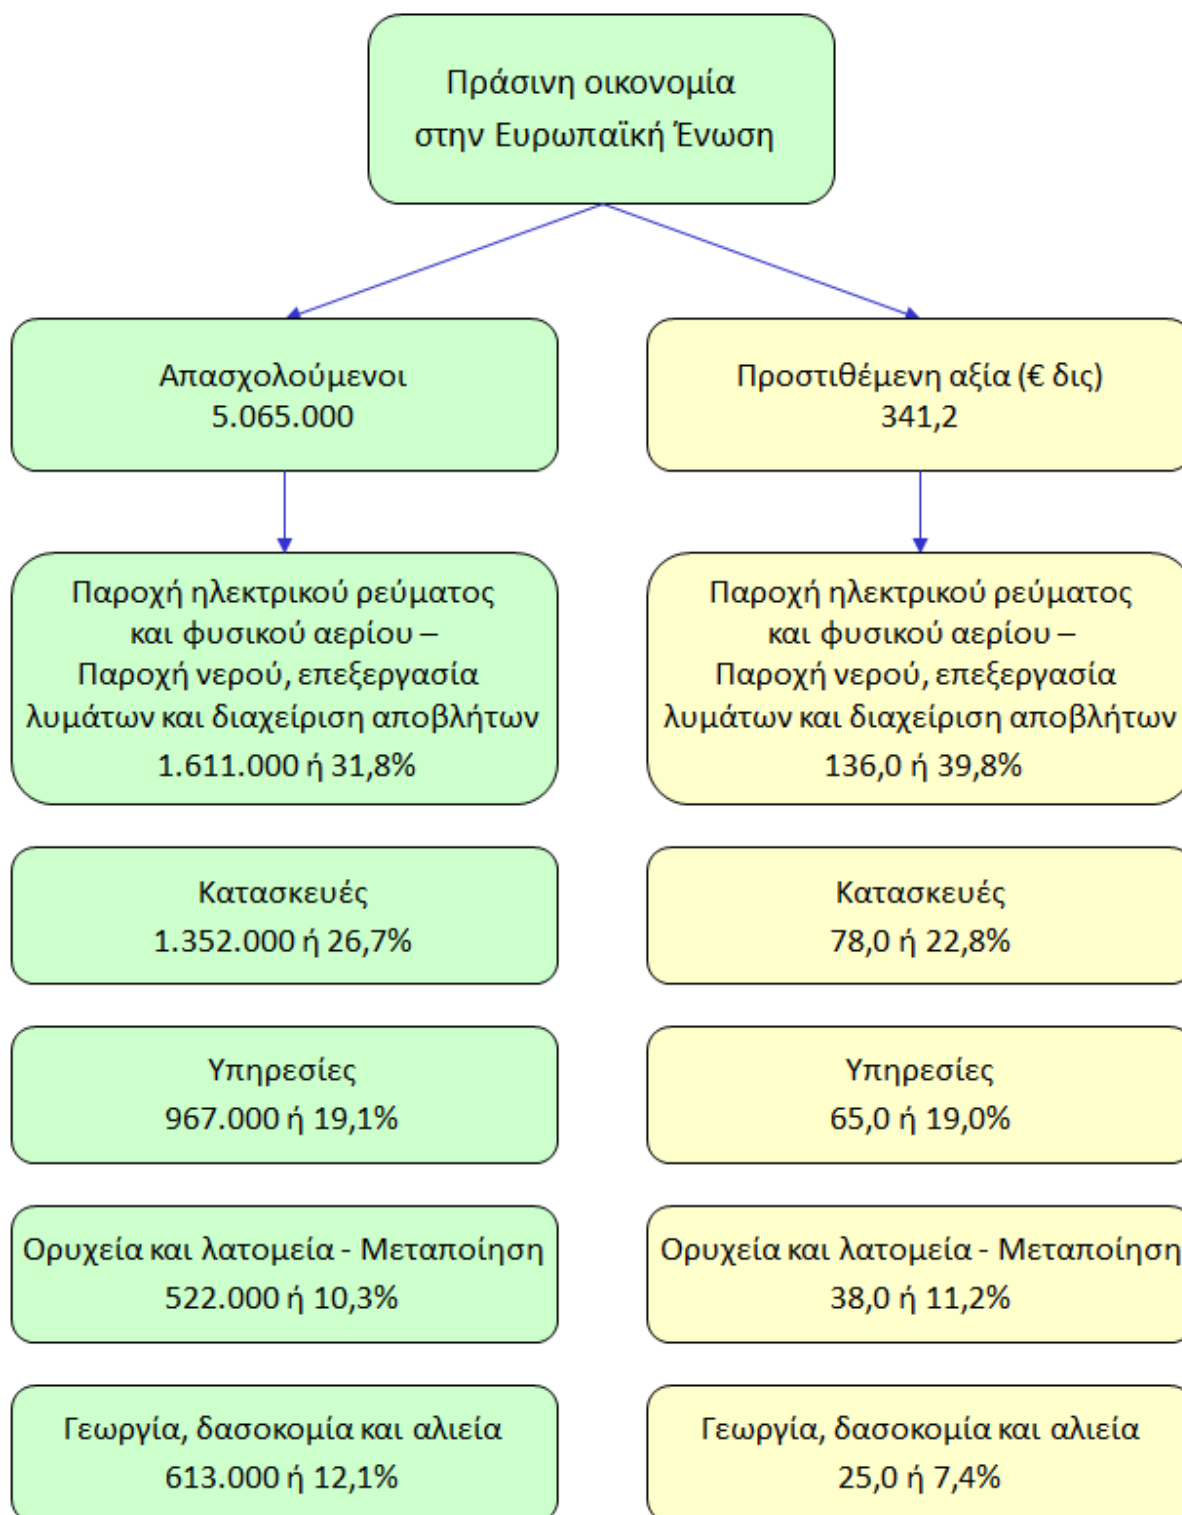 Πράσινη οικονομία
στην Ευρωπαϊκή Ένωση
Απασχολούμενοι
5.065.000
Προστιθέμενη αξία (€ δις)
341,2
Παροχή ηλεκτρικού ρεύματος
και φυσικού αερίου –
Παροχή νερού, επεξεργασία
λυμάτων και διαχείριση αποβλήτων
1.611.000 ή 31,8%
Παροχή ηλεκτρικού ρεύματος
και φυσικού αερίου –
Παροχή νερού, επεξεργασία
λυμάτων και διαχείριση αποβλήτων
136,0 ή 39,8%
Κατασκευές
1.352.000 ή 26,7%
Κατασκευές
78,0 ή 22,8%
Υπηρεσίες
967.000 ή 19,1%
Υπηρεσίες
65,0 ή 19,0%
Ορυχεία και λατομεία - Μεταποίηση
522.000 ή 10,3%
Ορυχεία και λατομεία - Μεταποίηση
38,0 ή 11,2%
Γεωργία, δασοκομία και αλιεία
613.000 ή 12,1%
Γεωργία, δασοκομία και αλιεία
25,0 ή 7,4%